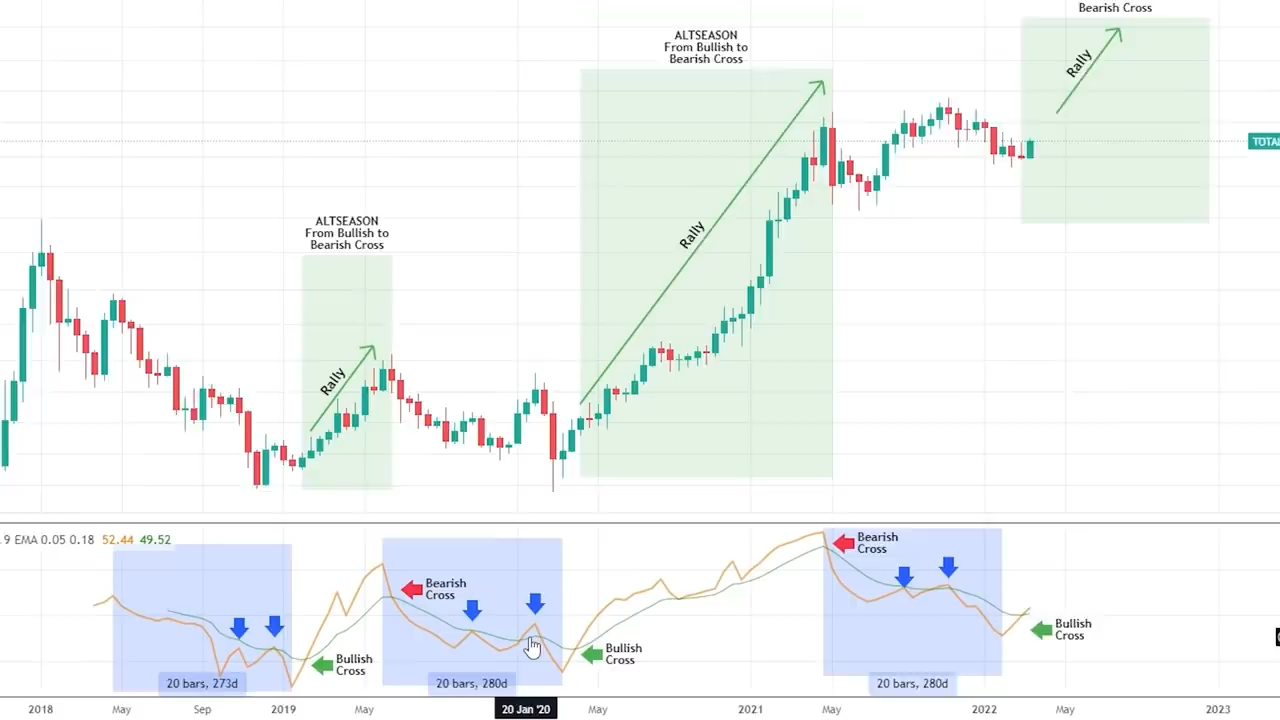 Bearish Cross
Rally
ALTSEASON
From Bullish to
Bearish Cross
Rally
TOTA
ALTSEASON
From Bullish to
Bearish Cross
Rally
9 EMA 0.05 0.18 52.44 49.52
Bearish
Cross
Bearish
Cross
Bullish
Cross
Bullish
Cross
Bullish
Cross
20 bars, 273d
20 bars, 280d
20 bars, 280d
2018 May Sep 2019 May 20 Jan '20 May 2021 May 2022 May 2023